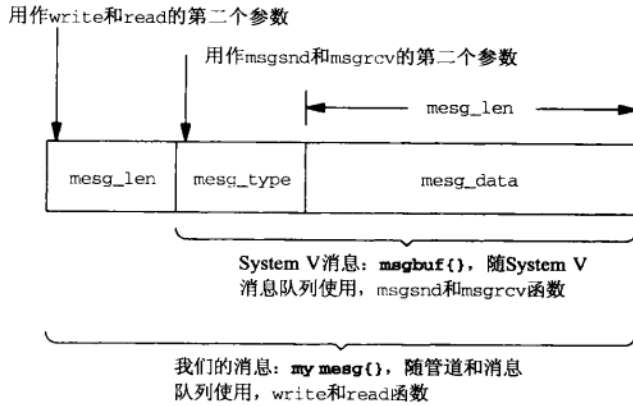 用作write和read的第二个参数
用作msgsnd和msgrcv的第二个参数
mesg_len
mesg_len
mesg_type
mesg_data
System V消息：msgbuf{}，随System V
消息队列使用，msgsnd和msgrcv函数
我们的消息：my mesg{}，随管道和消息
队列使用，write和read函数